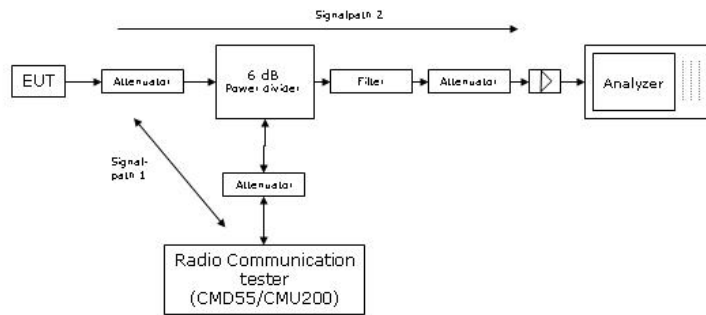 Signalpath 2
EUT
Attenuator
6 dB
Power divider
Filter
Attenuator
Analyzer
Signal-
path 1
Attenuator
Radio Communication
tester
(CMD55/CMU200)